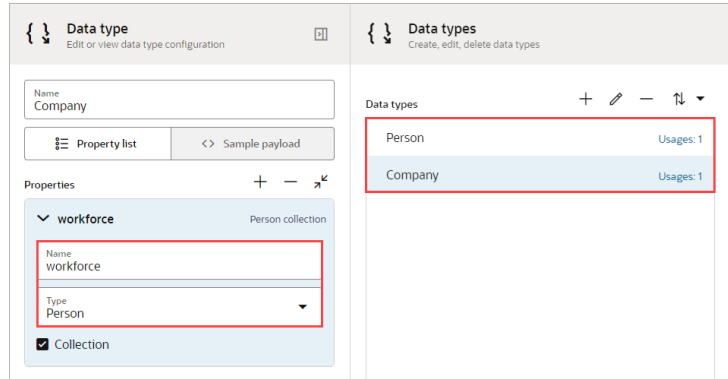 Data type
Edit or view data type configuration
Name
Company
Property list
<> Sample payload
Properties
workforce
Person collection
Name
workforce
Type
Person
Collection
Data types
Create, edit, delete data types
Data types
Person
Usages: 1
Company
Usages: 1